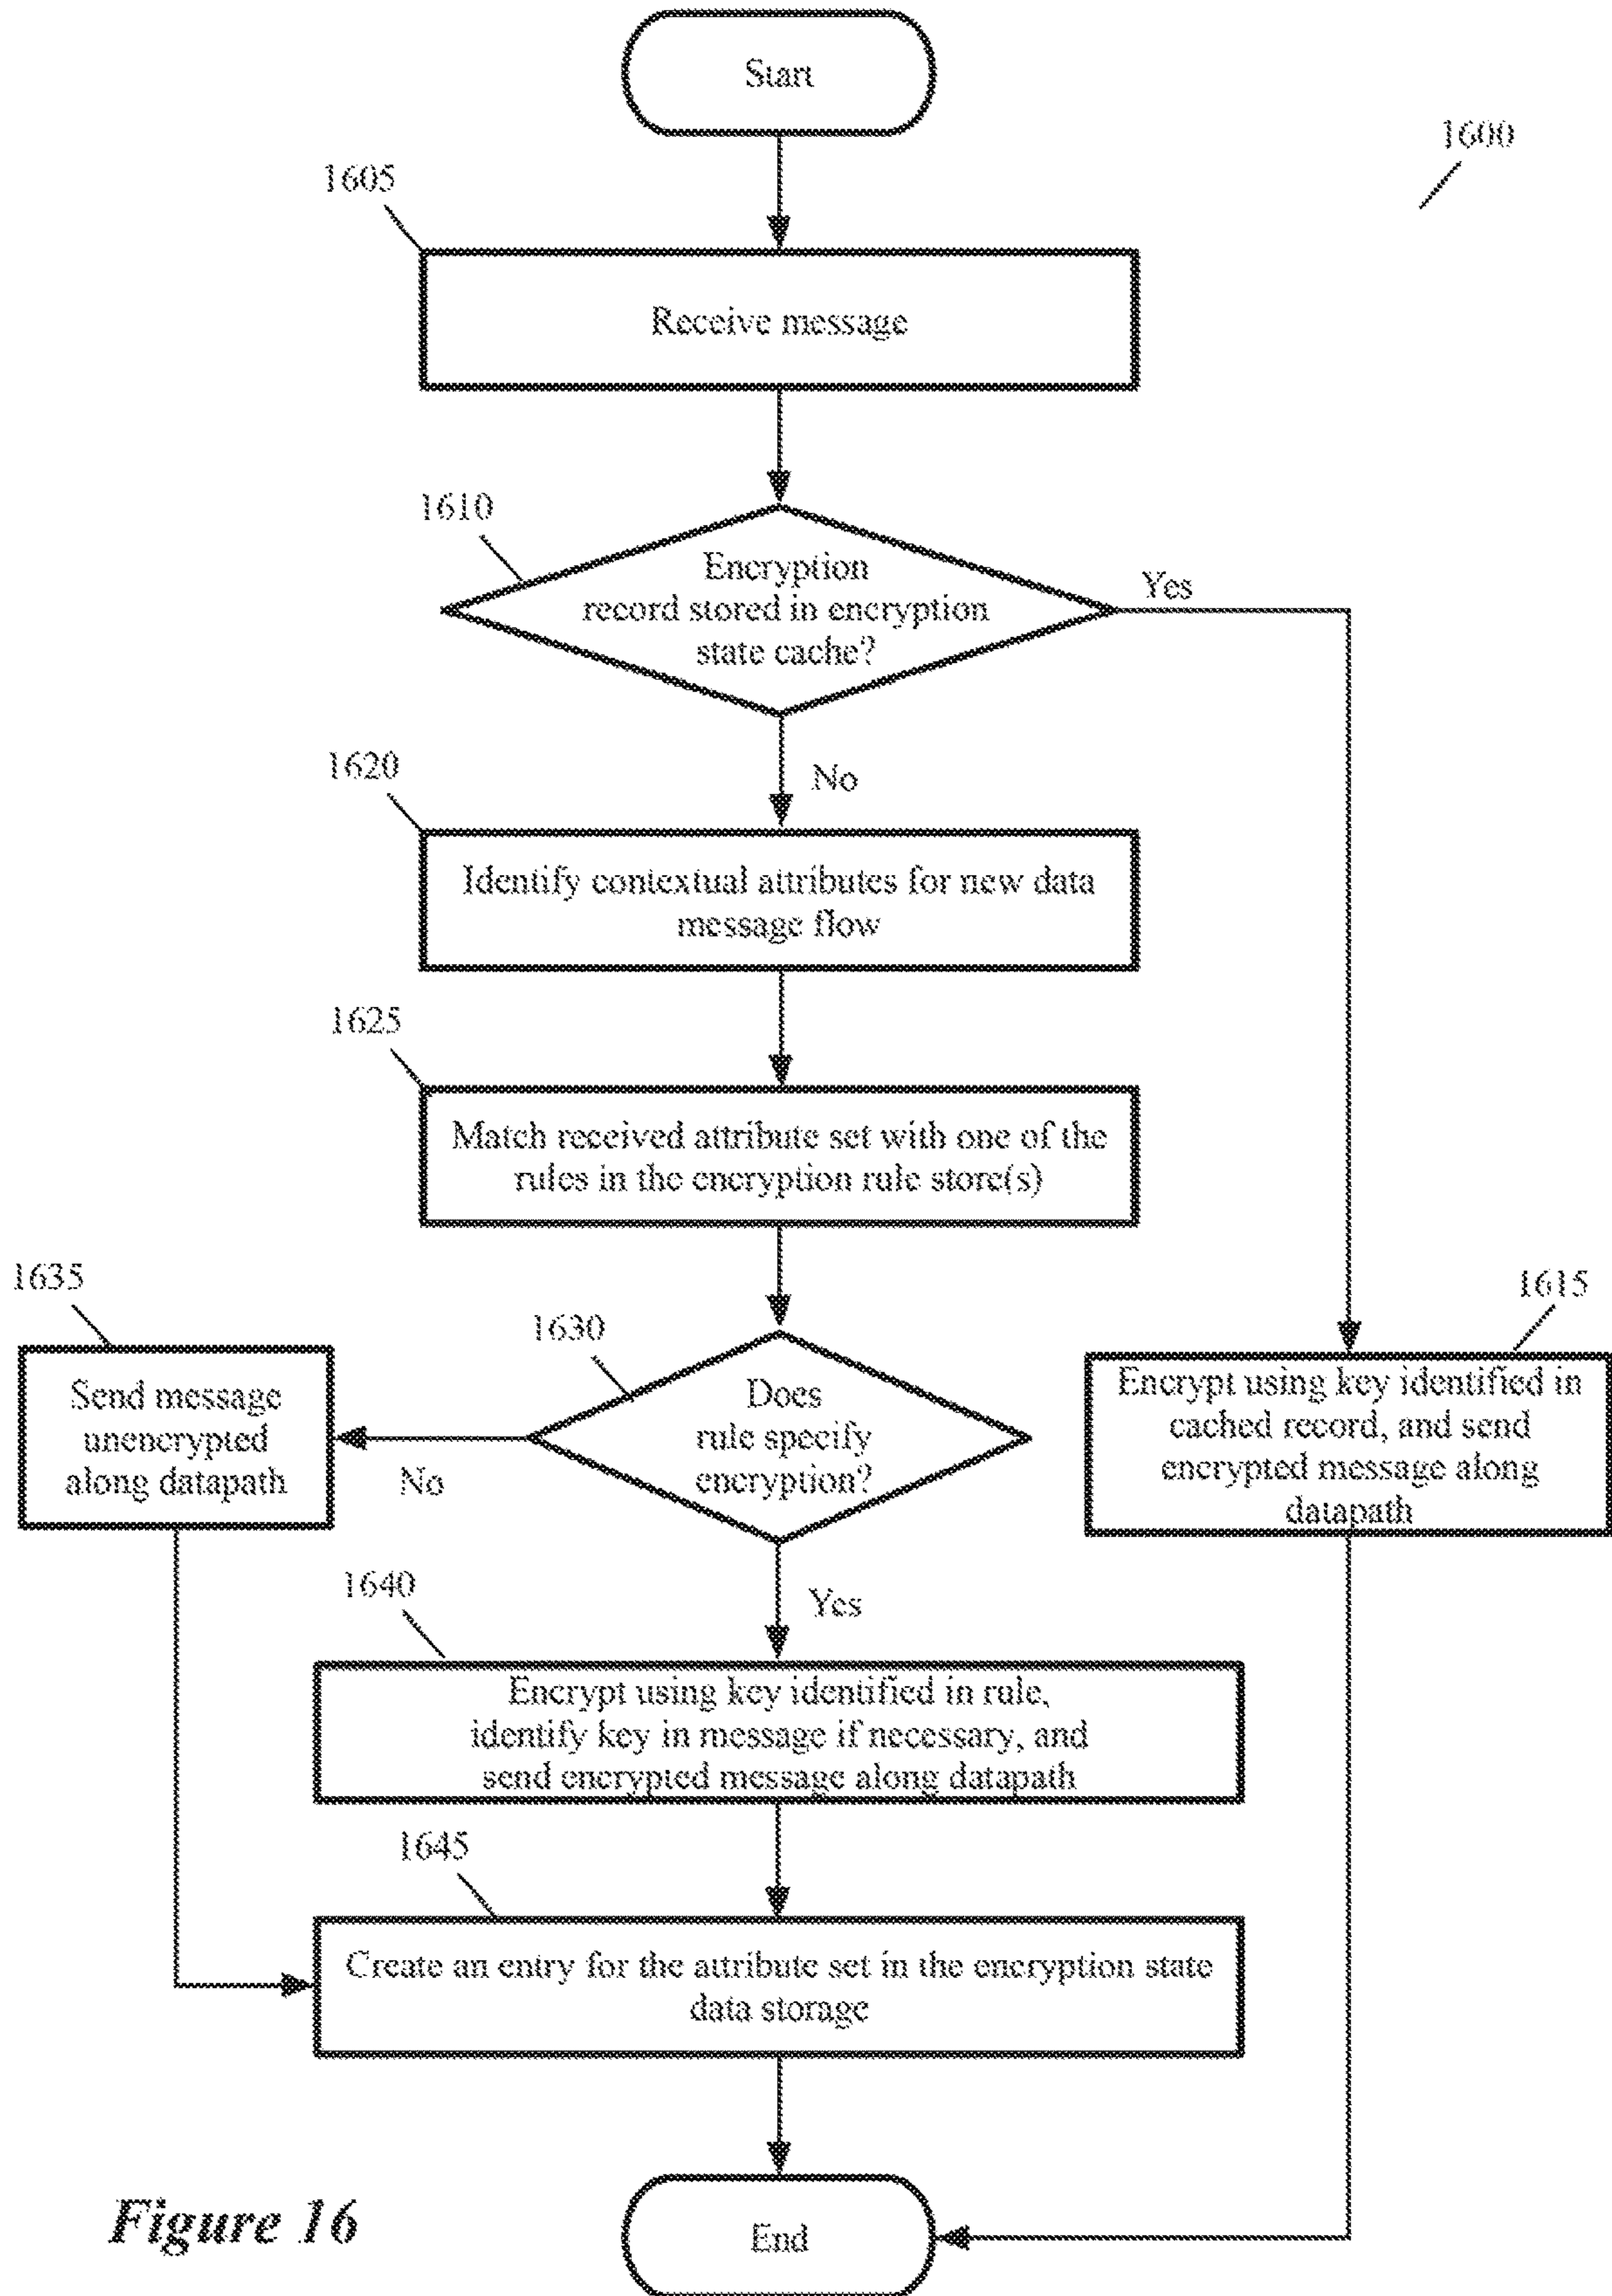 Start
1600
1605
Receive message
1610
Encryption
record stored in encryption
state cache?
Yes
No
1620
Identify contextual attributes for new data
message flow
1625
Match received attribute set with one of the
rules in the encryption rule store(s)
1635
Send message
unencrypted
along datapath
1630
Does
rule specify
encryption?
No
Yes
1615
Encrypt using key identified in
cached record, and send
encrypted message along
datapath
1640
Encrypt using key identified in rule,
identify key in message if necessary, and
send encrypted message along datapath
1645
Create an entry for the attribute set in the encryption state
data storage
End
Figure 16